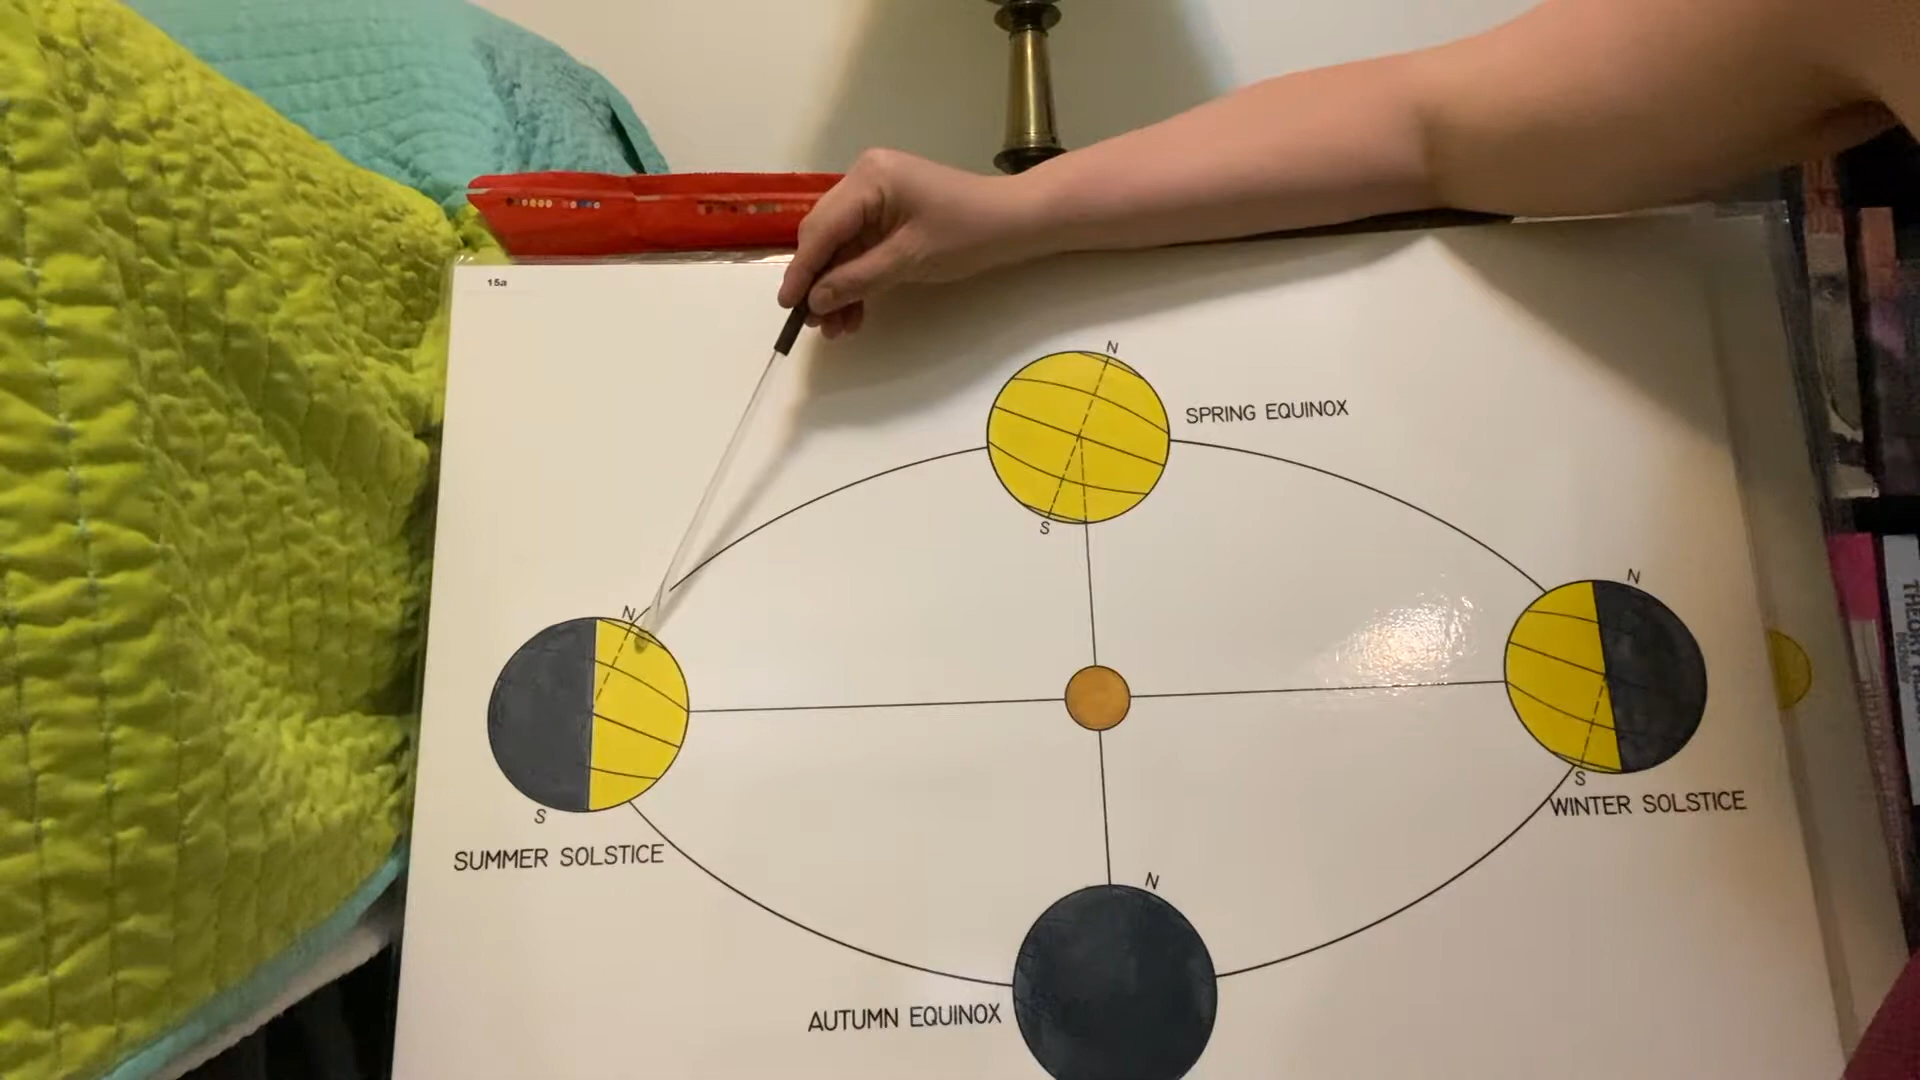 15a
N
SPRING EQUINOX
S
N
N
S
S
WINTER SOLSTICE
SUMMER SOLSTICE
N
AUTUMN EQUINOX
THEORY